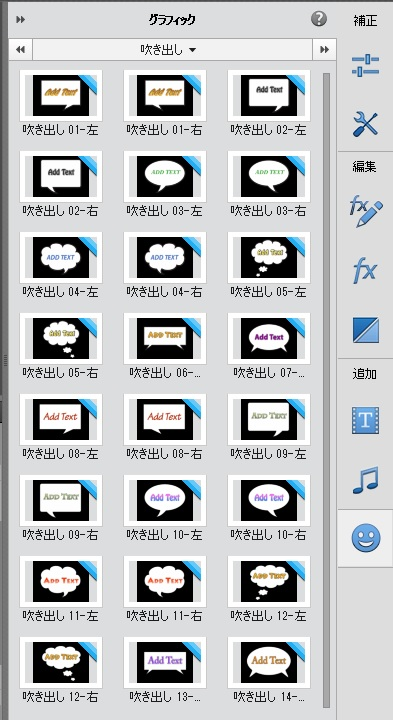 グラフィック
補正
吹き出し
Add Text
Add Text
Add Text
吹き出し 01-左
吹き出し 01-右
吹き出し 02-左
Add Text
ADD TEXT
ADD TEXT
吹き出し 02-右
吹き出し 03-左
吹き出し 03-右
編集
ADD TEXT
ADD TEXT
Add Text
吹き出し 04-左
吹き出し 04-右
吹き出し 05-左
fx
fx
Add Text
ADD TEXT
Add Text
吹き出し 05-右
吹き出し 06-...
吹き出し 07-...
追加
Add Text
Add Text
ADD TEXT
T
吹き出し 08-左
吹き出し 08-右
吹き出し 09-左
ADD TEXT
Add Text
Add Text
吹き出し 09-右
吹き出し 10-左
吹き出し 10-右
ADD TEXT
ADD TEXT
ADD TEXT
吹き出し 11-左
吹き出し 11-右
吹き出し 12-左
ADD TEXT
Add Text
Add Text
吹き出し 12-右
吹き出し 13-...
吹き出し 14-...